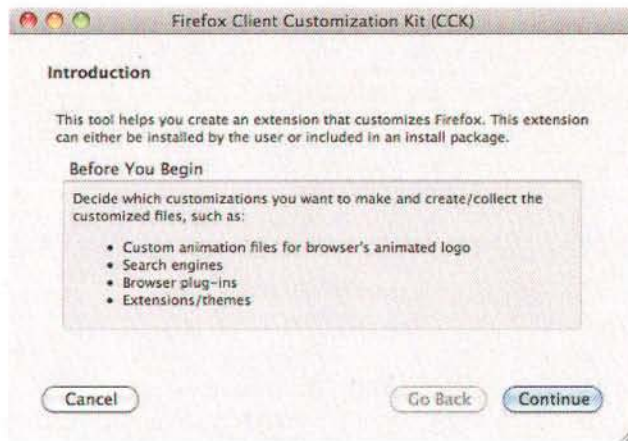 Firefox Client Customization Kit (CCK)
Introduction
This tool helps you create an extension that customizes Firefox. This extension
can either be installed by the user or included in an install package.
Before You Begin
Decide which customizations you want to make and create/collect the
customized files, such as:
• Custom animation files for browser's animated logo
• Search engines
• Browser plug-ins
• Extensions/themes
Cancel
Go Back
Continue